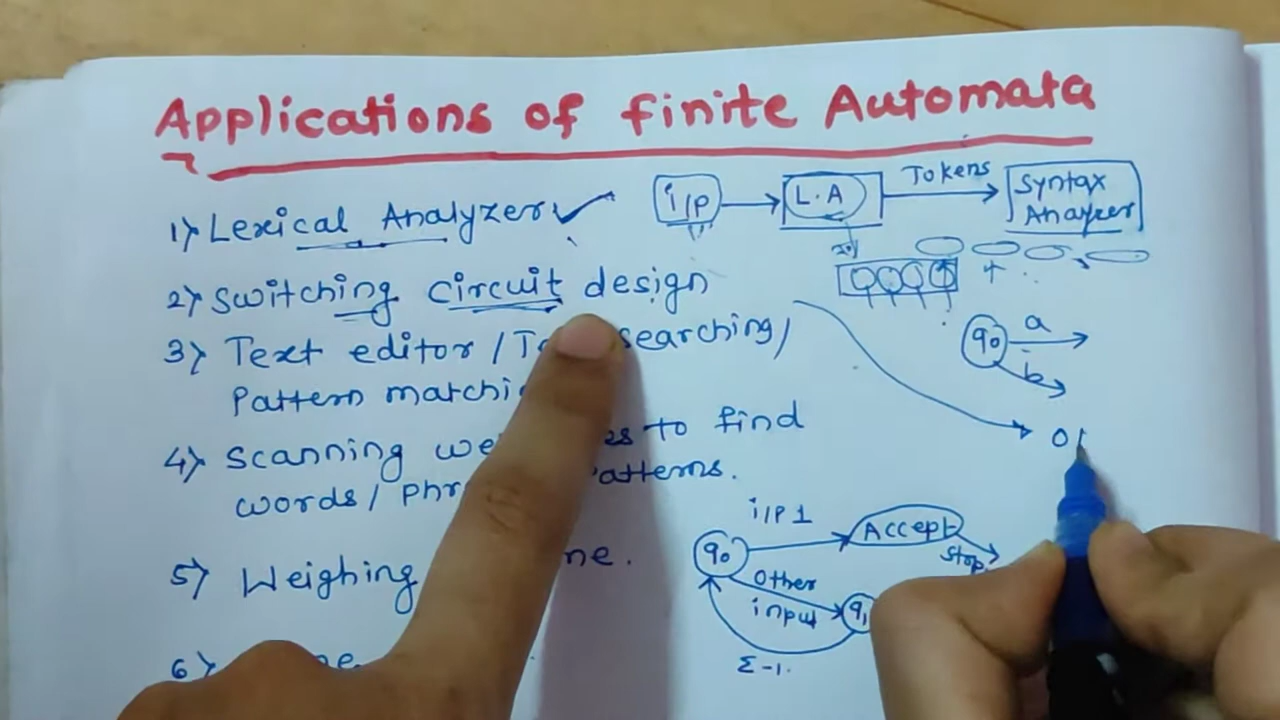 Applications of finite Automata
1) Lexical Analyzer
i/p
L.A
Tokens
Syntax
Analyzer
2) Switching circuit design
3) Text editor / searching/
Pattern matchi
4) Scanning we to find
words/ phr atterns.
5) Weighing ne.
6)
q0
a
b
i/p 1
q0
Accept
Stop
Other
input
q1
Σ-1.